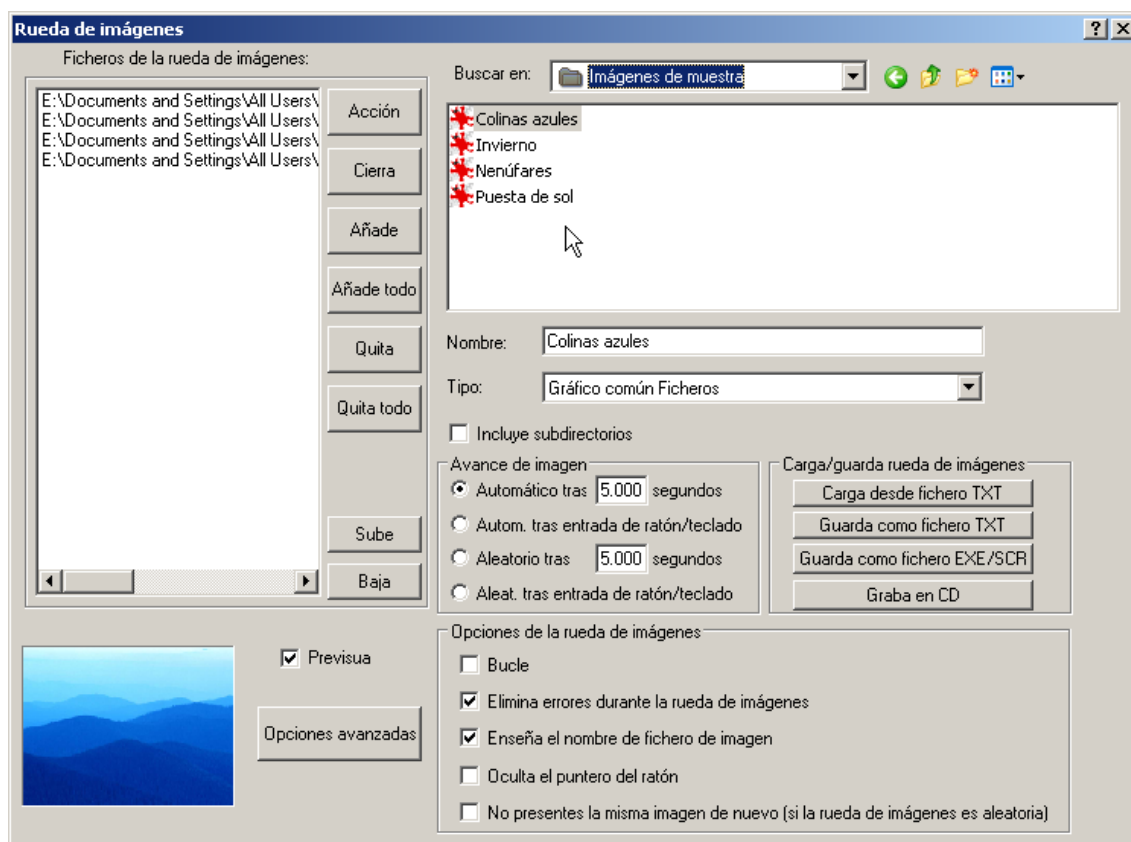 Rueda de imágenes
Ficheros de la rueda de imágenes:
E:\Documents and Settings\All Users\
E:\Documents and Settings\All Users\
E:\Documents and Settings\All Users\
E:\Documents and Settings\All Users\
Acción
Cierra
Añade
Añade todo
Quita
Quita todo
Sube
Baja
Previsua
Opciones avanzadas
Buscar en: Imágenes de muestra
Colinas azules
Invierno
Nenúfares
Puesta de sol
Nombre: Colinas azules
Tipo: Gráfico común Ficheros
Incluye subdirectorios
Avance de imagen
Automático tras 5.000 segundos
Autom. tras entrada de ratón/teclado
Aleatorio tras 5.000 segundos
Aleat. tras entrada de ratón/teclado
Carga/guarda rueda de imágenes
Carga desde fichero TXT
Guarda como fichero TXT
Guarda como fichero EXE/SCR
Graba en CD
Opciones de la rueda de imágenes
Bucle
Elimina errores durante la rueda de imágenes
Enseña el nombre de fichero de imagen
Oculta el puntero del ratón
No presentes la misma imagen de nuevo (si la rueda de imágenes es aleatoria)